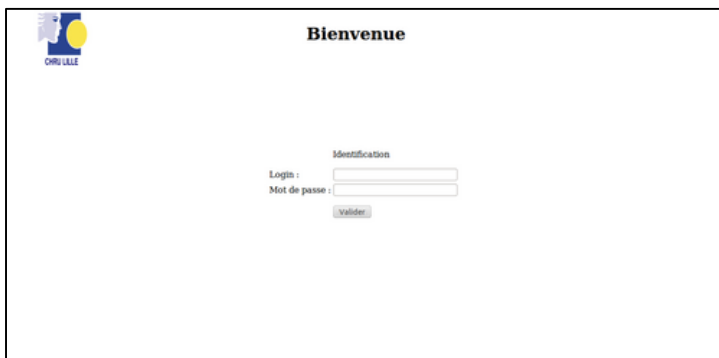 Bienvenue
CHRU LILLE
Identification
Login :
Mot de passe :
Valider